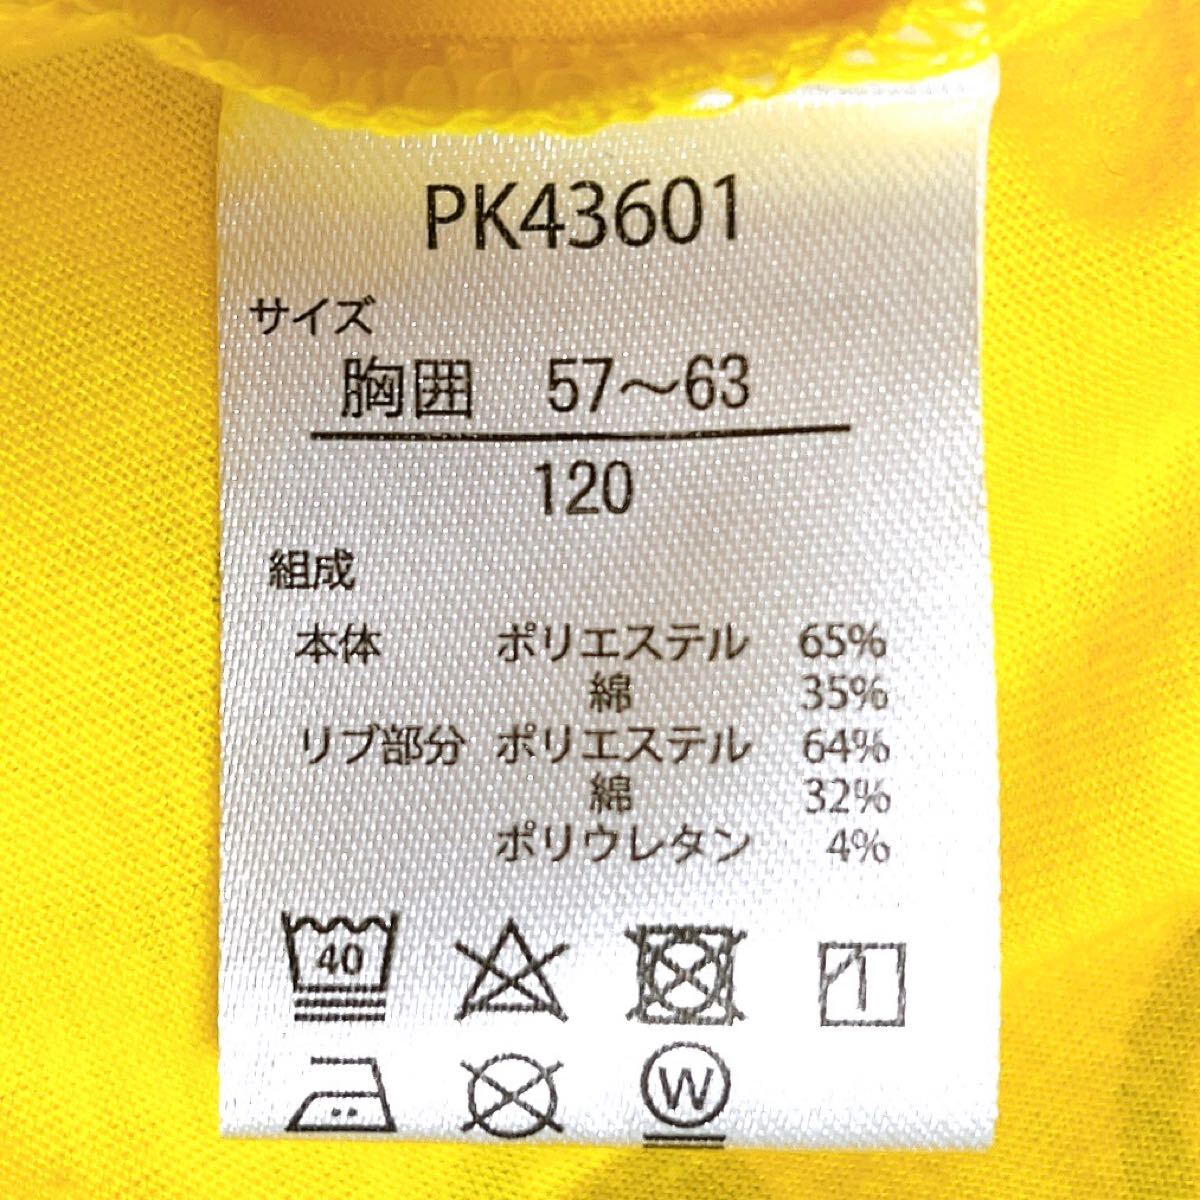 PK43601
サイズ
胸囲 57～63
120
組成
本体 ポリエステル 65%
綿 35%
リブ部分 ポリエステル 64%
綿 32%
ポリウレタン 4%
40
W